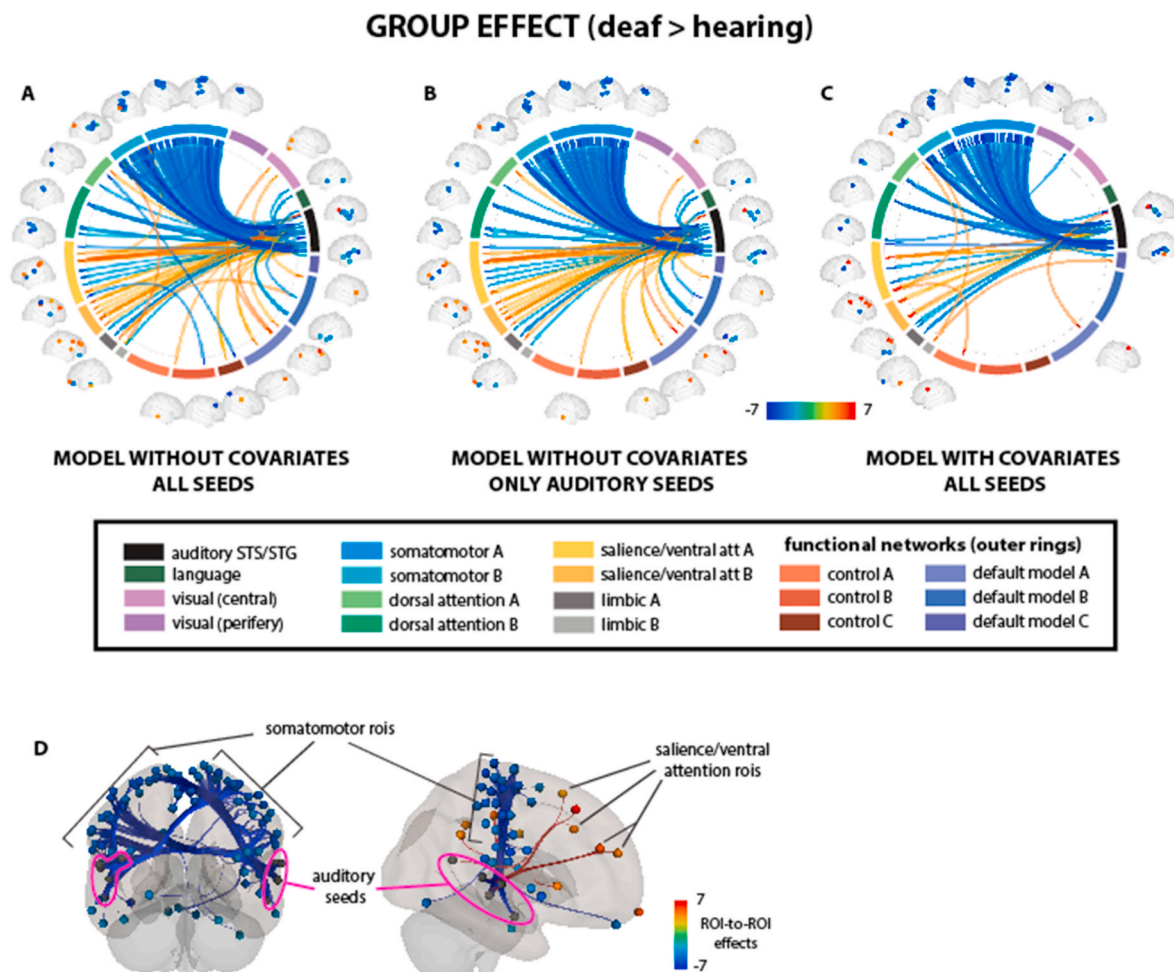 GROUP EFFECT (deaf > hearing)
A
B
C
-7
7
MODEL WITHOUT COVARIATES
ALL SEEDS
MODEL WITHOUT COVARIATES
ONLY AUDITORY SEEDS
MODEL WITH COVARIATES
ALL SEEDS
auditory STS/STG
language
visual (central)
visual (perifery)
somatomotor A
somatomotor B
dorsal attention A
dorsal attention B
salience/ventral att A
salience/ventral att B
limbic A
limbic B
functional networks (outer rings)
control A
control B
control C
default model A
default model B
default model C
D
somatomotor rois
salience/ventral
attention rois
auditory
seeds
7
ROI-to-ROI
effects
-7